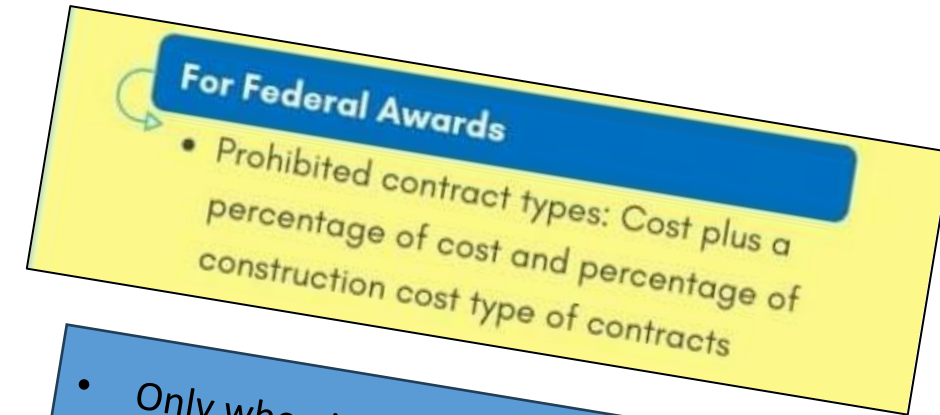 For Federal Awards
• Prohibited contract types: Cost plus a
percentage of cost and percentage of
construction cost type of contracts
• Only